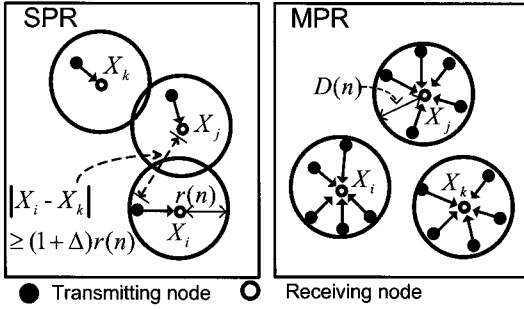 SPR
X_k
X_j
|X_i - X_k|
≥ (1 + Δ)r(n)
r(n)
X_i
MPR
D(n)
X_j
X_i
X_k
Transmitting node
Receiving node